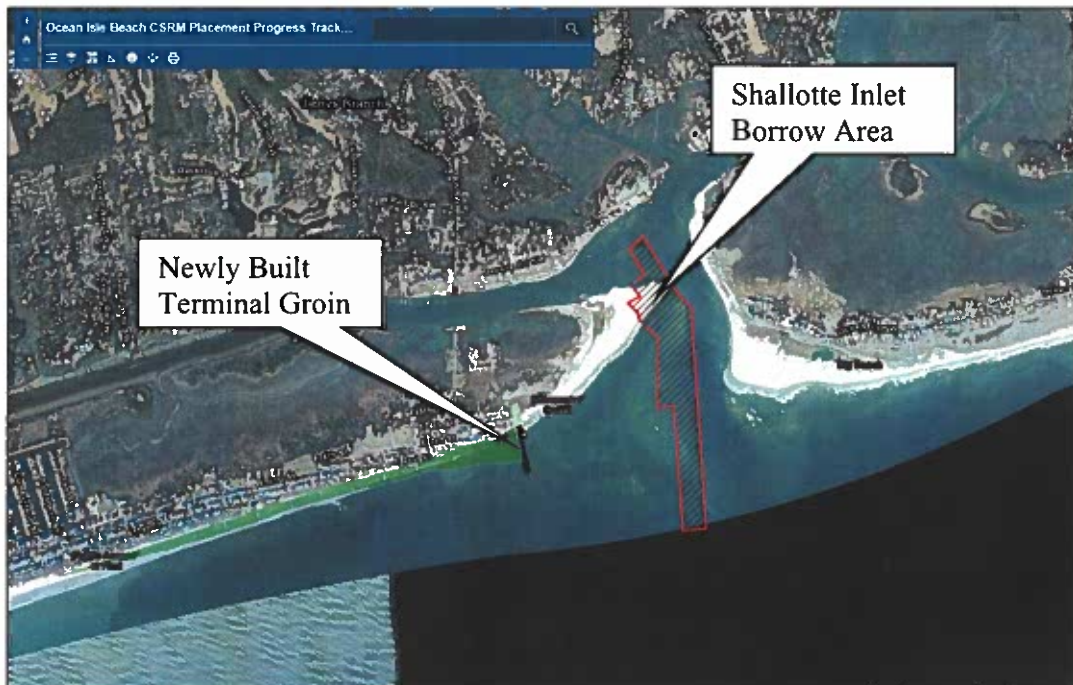 Ocean Isle Beach CSRM Placement Progress Track...
Shallotte Inlet
Borrow Area
Newly Built
Terminal Groin